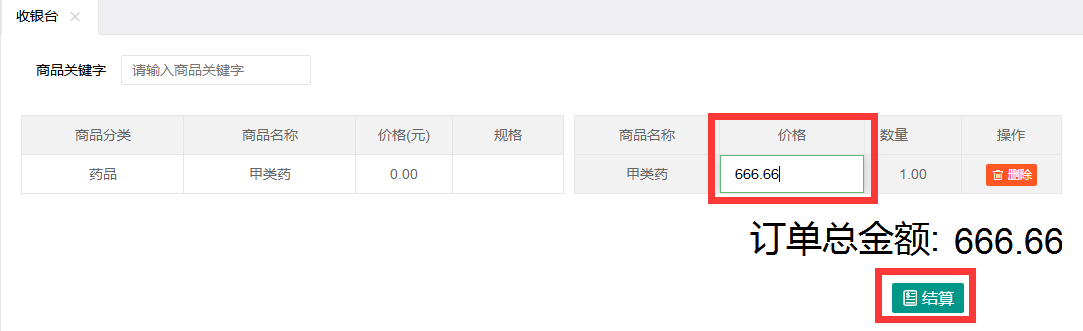 收银台
商品关键字 请输入商品关键字
商品分类 商品名称 价格(元) 规格 商品名称 价格 数量 操作
药品 甲类药 0.00 甲类药 666.66 1.00 删除
订单总金额: 666.66
结算